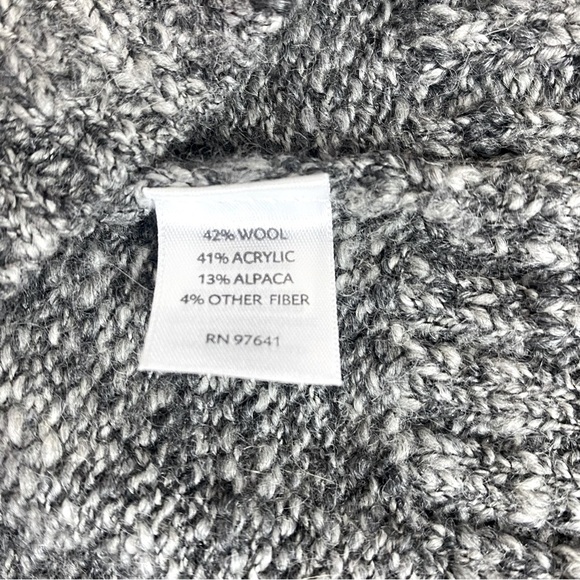 42% WOOL
41% ACRYLIC
13% ALPACA
4% OTHER FIBER
RN 97641